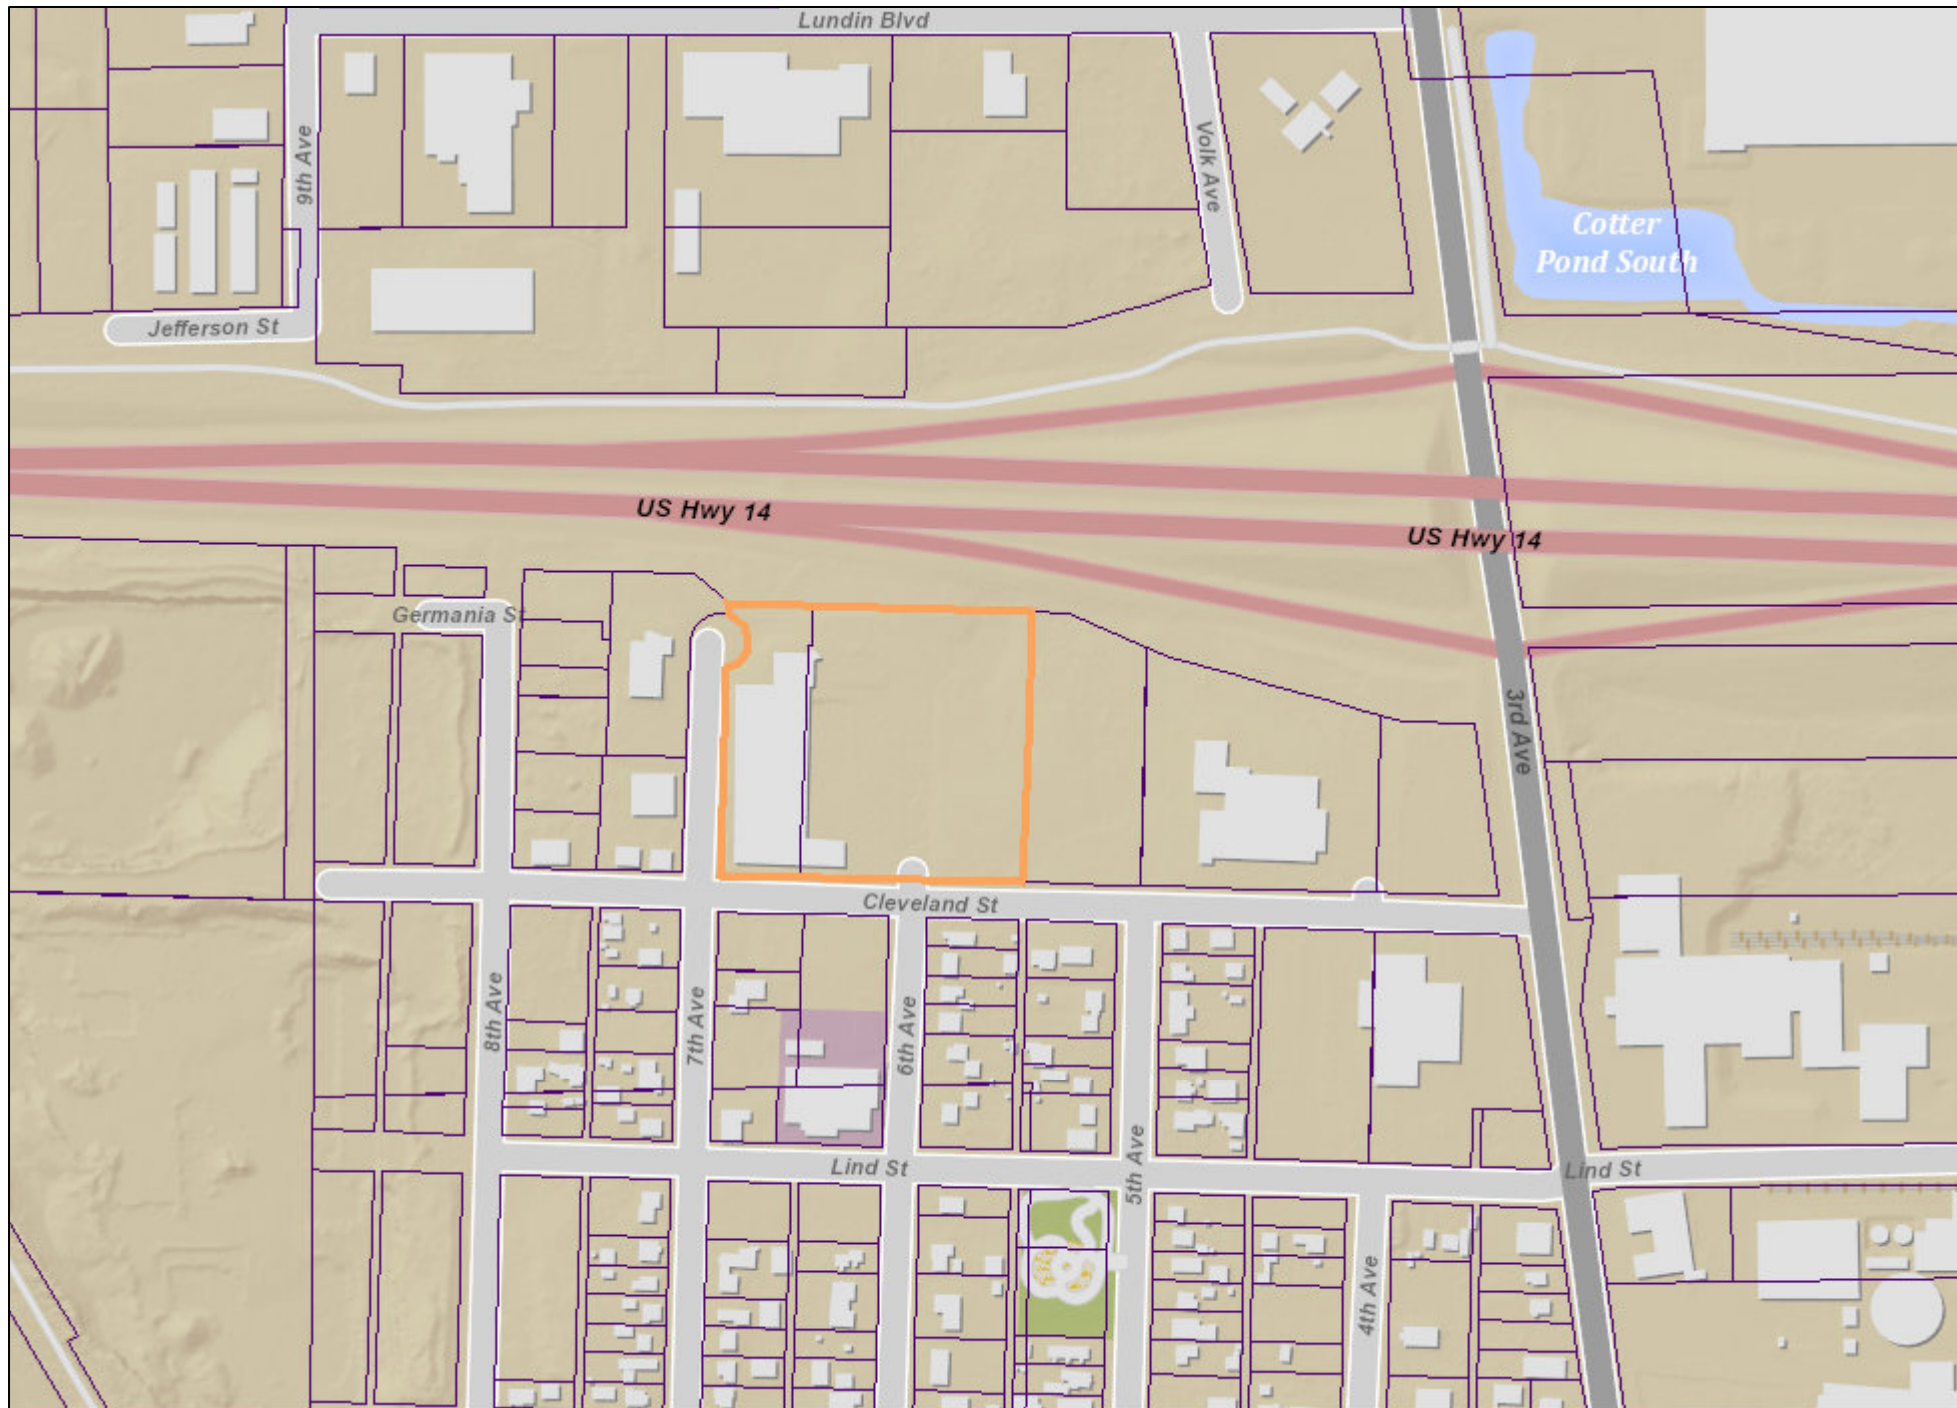 Lundin Blvd
9th Ave
Volk Ave
Cotter
Pond South
Jefferson St
US Hwy 14
US Hwy 14
Germania St
3rd Ave
Cleveland St
8th Ave
7th Ave
6th Ave
5th Ave
Lind St
Lind St
4th Ave